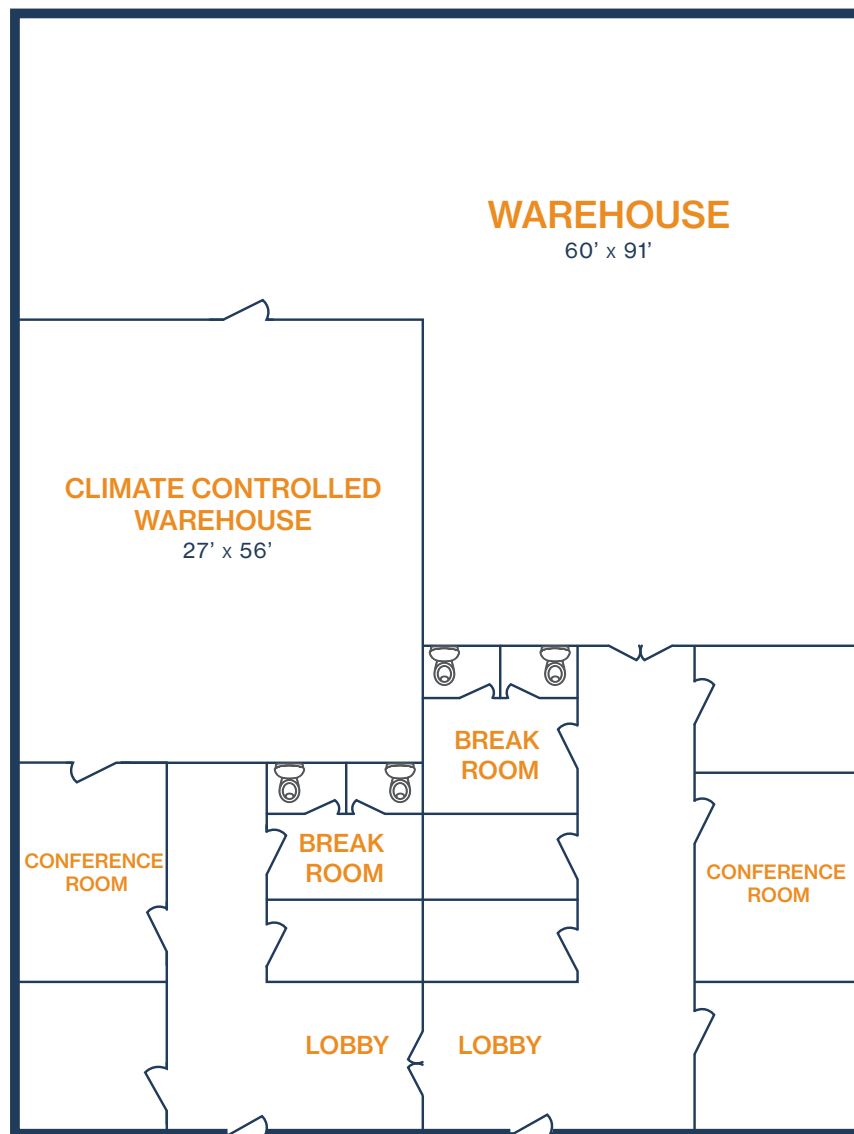 WAREHOUSE
60’ x 91’
CLIMATE CONTROLLED
WAREHOUSE
27’ x 56’
BREAK
ROOM
BREAK
ROOM
CONFERENCE
ROOM
CONFERENCE
ROOM
LOBBY
LOBBY